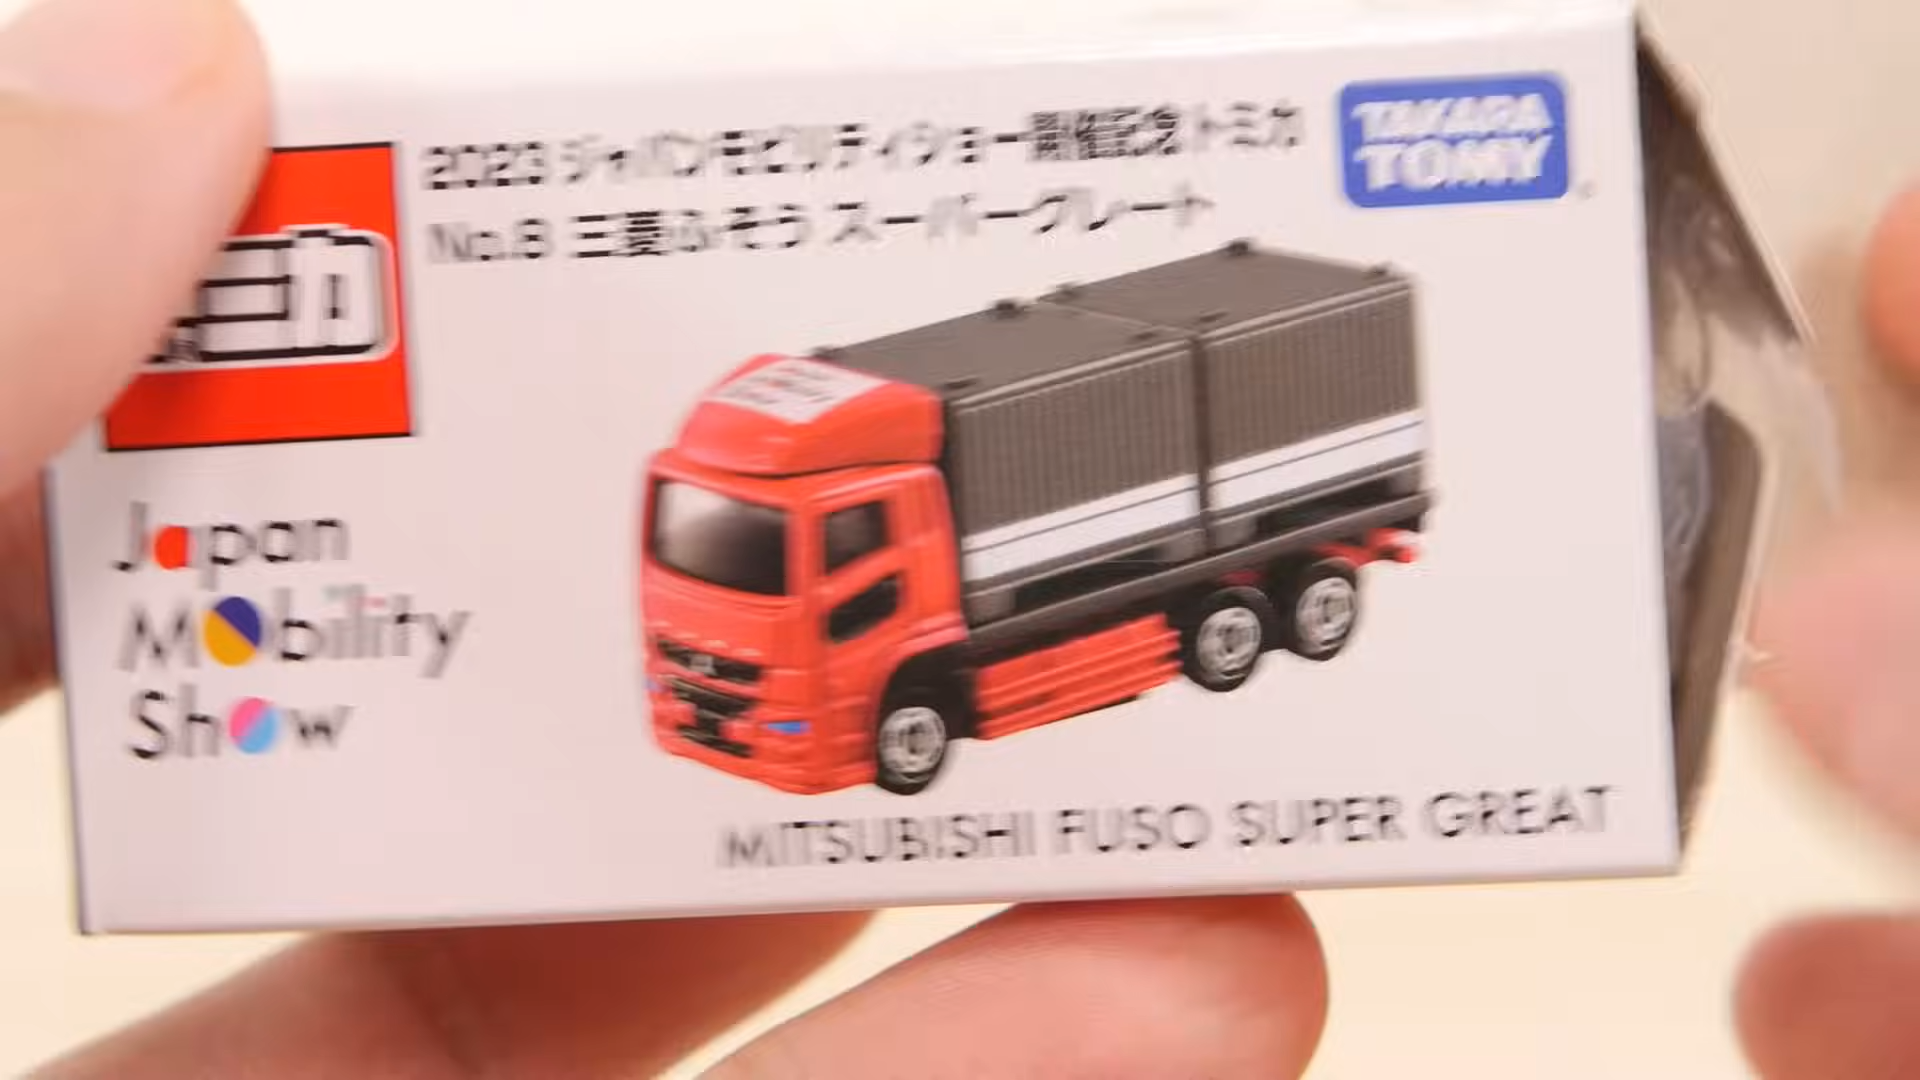 2023 ジャパンモビリティショー開催記念トミカ
No.8 三菱ふそう スーパーグレート
TAKARA
TOMY
Japan
Mobility
Show
MITSUBISHI FUSO SUPER GREAT